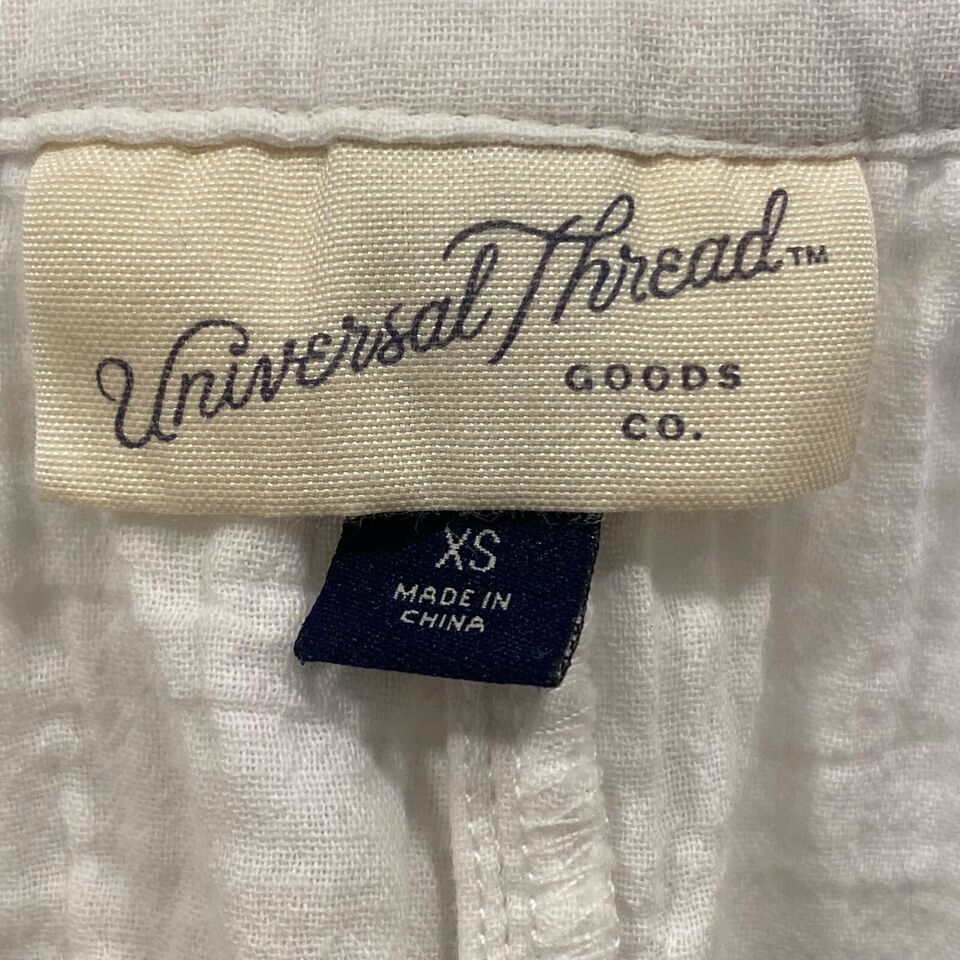 Universal Thread™
GOODS
CO.
XS
MADE IN
CHINA